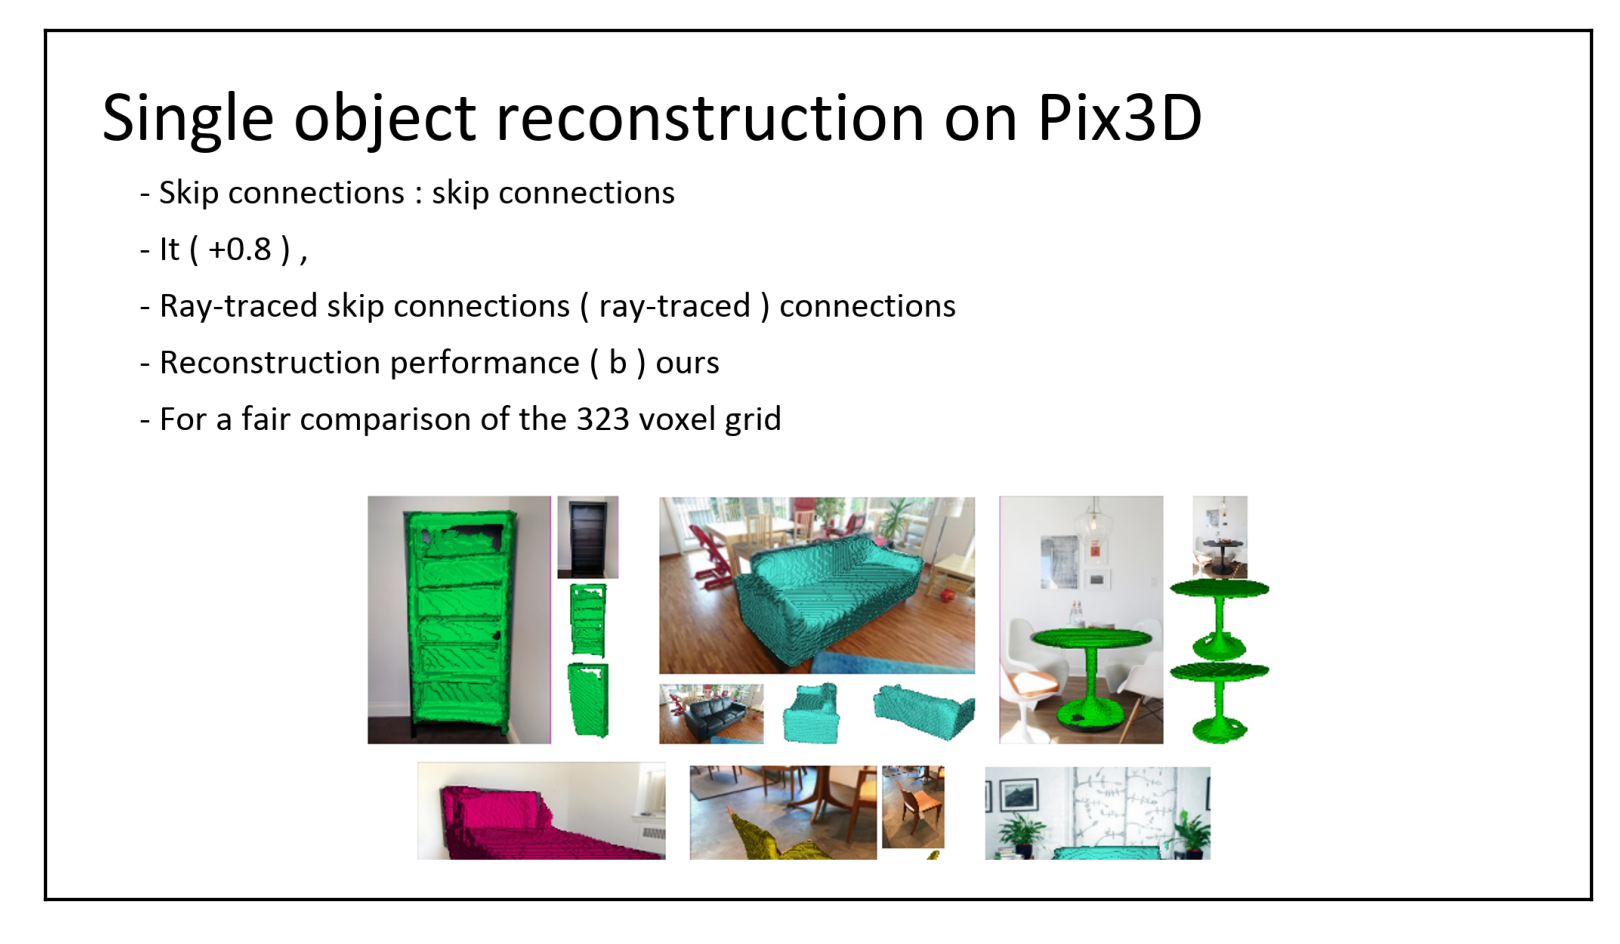 Single object reconstruction on Pix3D
- Skip connections : skip connections
- It ( +0.8 ) ,
- Ray-traced skip connections ( ray-traced ) connections
- Reconstruction performance ( b ) ours
- For a fair comparison of the 323 voxel grid